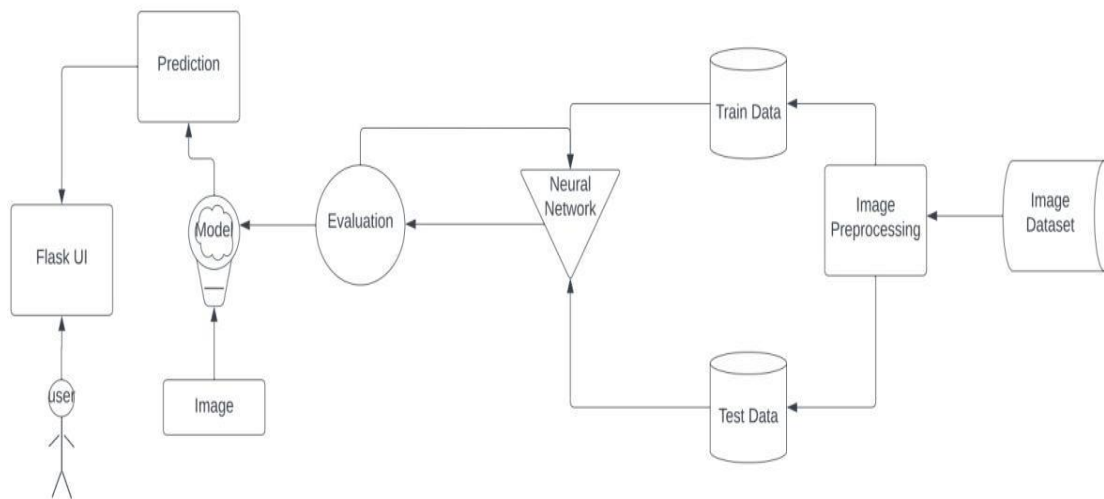 Prediction
Train Data
Neural
Network
Image
Preprocessing
Image
Dataset
Evaluation
Model
Flask UI
user
Image
Test Data